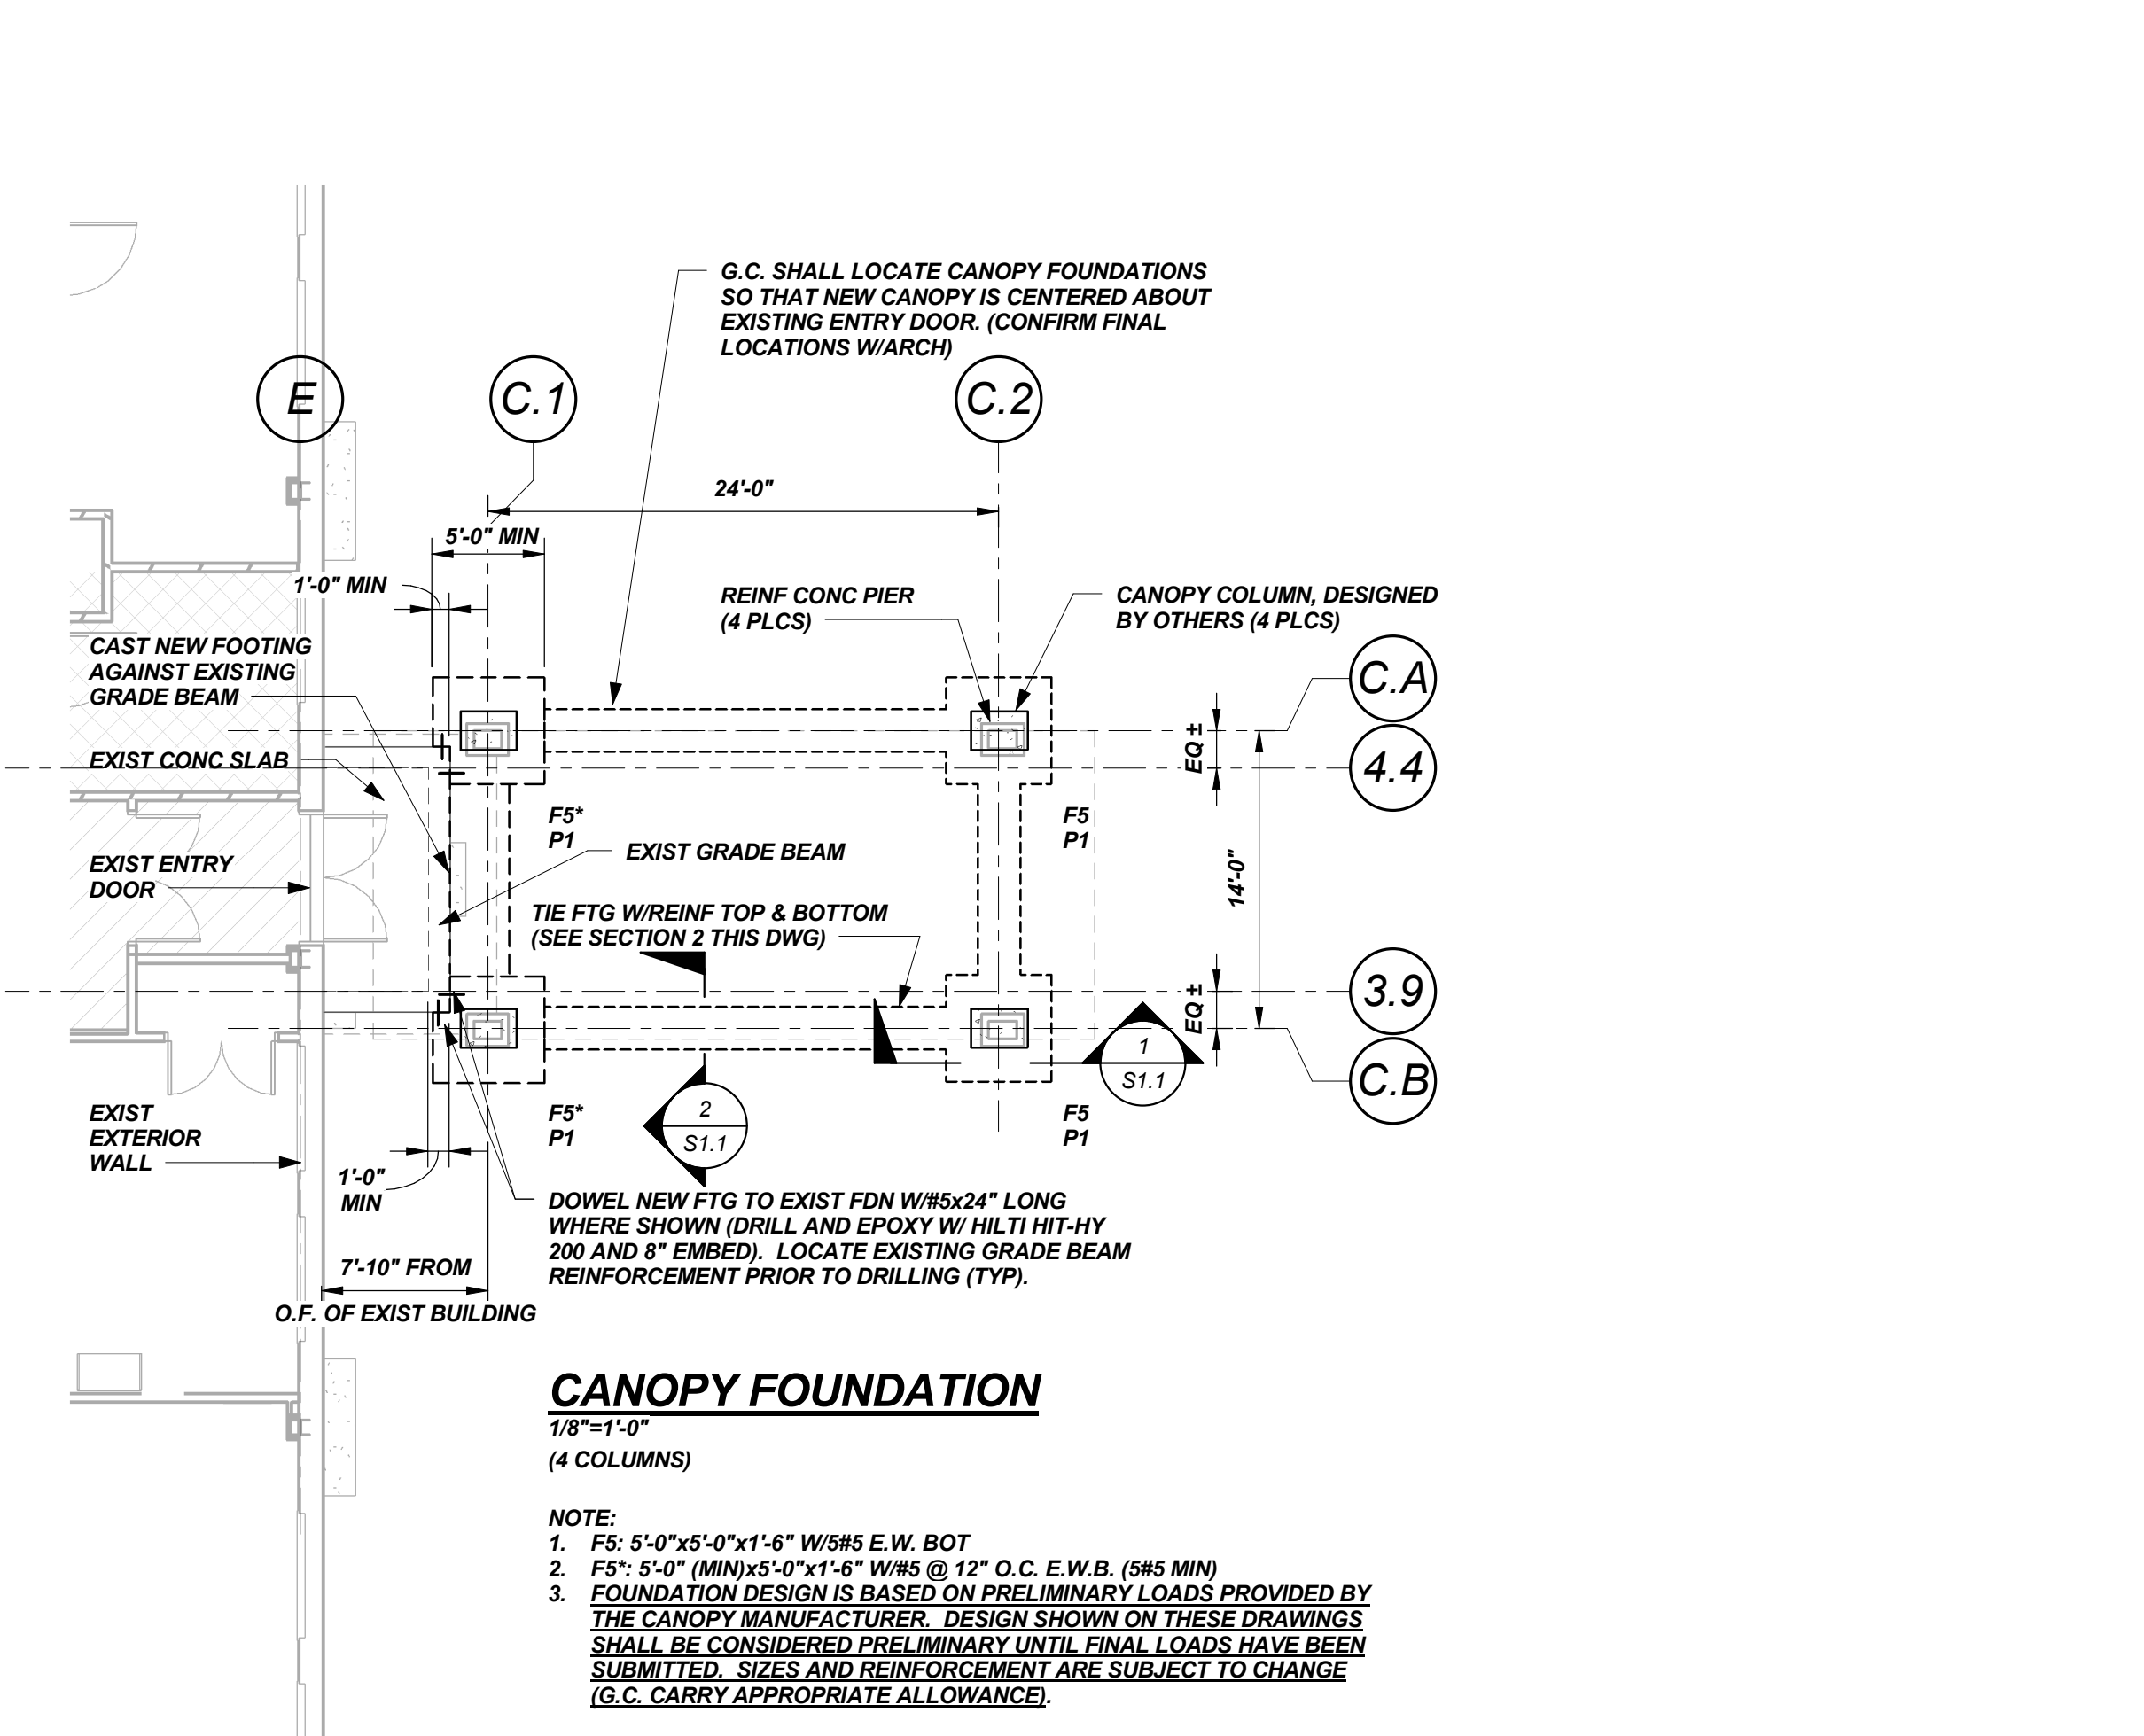 G.C. SHALL LOCATE CANOPY FOUNDATIONS
SO THAT NEW CANOPY IS CENTERED ABOUT
EXISTING ENTRY DOOR. (CONFIRM FINAL
LOCATIONS W/ARCH)
E
C.1
C.2
24'-0"
5'-0" MIN
1'-0" MIN
REINF CONC PIER
(4 PLCS)
CANOPY COLUMN, DESIGNED
BY OTHERS (4 PLCS)
CAST NEW FOOTING
AGAINST EXISTING
GRADE BEAM
C.A
EQ ±
4.4
EXIST CONC SLAB
F5*
P1
F5
P1
EXIST GRADE BEAM
EXIST ENTRY
DOOR
14'-0"
TIE FTG W/REINF TOP & BOTTOM
(SEE SECTION 2 THIS DWG)
3.9
EQ ±
C.B
1
S1.1
EXIST
EXTERIOR
WALL
F5*
P1
2
S1.1
F5
P1
1'-0"
MIN
DOWEL NEW FTG TO EXIST FDN W/#5x24" LONG
WHERE SHOWN (DRILL AND EPOXY W/ HILTI HIT-HY
200 AND 8" EMBED). LOCATE EXISTING GRADE BEAM
REINFORCEMENT PRIOR TO DRILLING (TYP).
7'-10" FROM
O.F. OF EXIST BUILDING
CANOPY FOUNDATION
1/8"=1'-0"
(4 COLUMNS)
NOTE:
1. F5: 5'-0"x5'-0"x1'-6" W/5#5 E.W. BOT
2. F5*: 5'-0" (MIN)x5'-0"x1'-6" W/#5 @ 12" O.C. E.W.B. (5#5 MIN)
3. FOUNDATION DESIGN IS BASED ON PRELIMINARY LOADS PROVIDED BY
THE CANOPY MANUFACTURER. DESIGN SHOWN ON THESE DRAWINGS
SHALL BE CONSIDERED PRELIMINARY UNTIL FINAL LOADS HAVE BEEN
SUBMITTED. SIZES AND REINFORCEMENT ARE SUBJECT TO CHANGE
(G.C. CARRY APPROPRIATE ALLOWANCE).